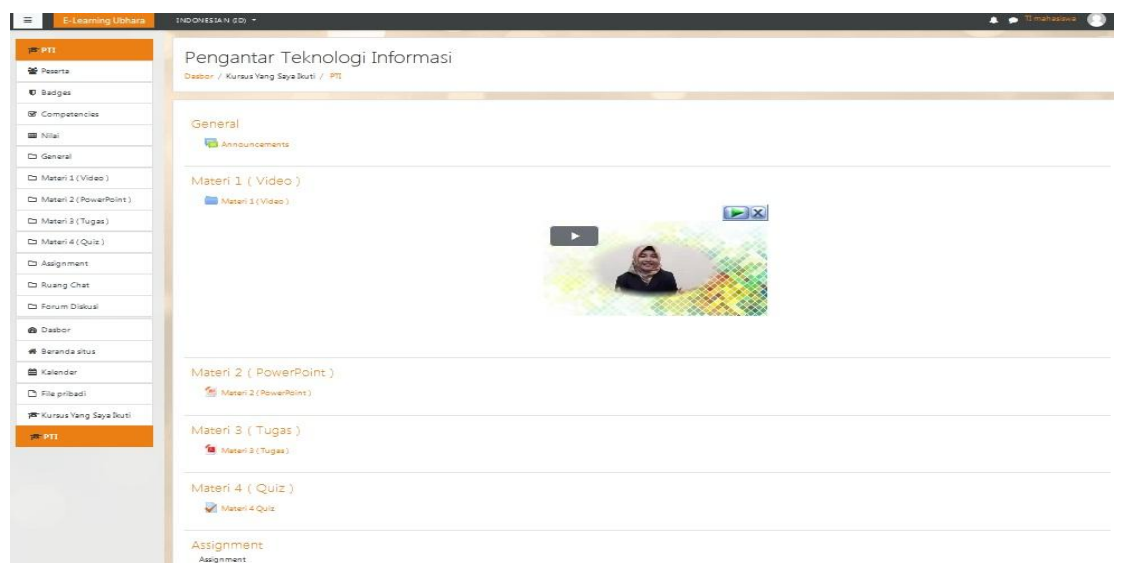 E-Learning Ubhara
INDONESIAN (ID)
TI mahasiswa
PTI
Peserta
Badges
Competencies
Nilai
General
Materi 1 ( Video )
Materi 2 ( PowerPoint )
Materi 3 ( Tugas )
Materi 4 ( Quiz )
Assignment
Ruang Chat
Forum Diskusi
Dasbor
Beranda situs
Kalender
File pribadi
Kursus Yang Saya Ikuti
PTI
Pengantar Teknologi Informasi
Dasbor / Kursus Yang Saya Ikuti / PTI
General
Announcements
Materi 1 ( Video )
Materi 1 ( Video )
Materi 2 ( PowerPoint )
Materi 2 ( PowerPoint )
Materi 3 ( Tugas )
Materi 3 ( Tugas )
Materi 4 ( Quiz )
Materi 4 Quiz
Assignment
Assignment